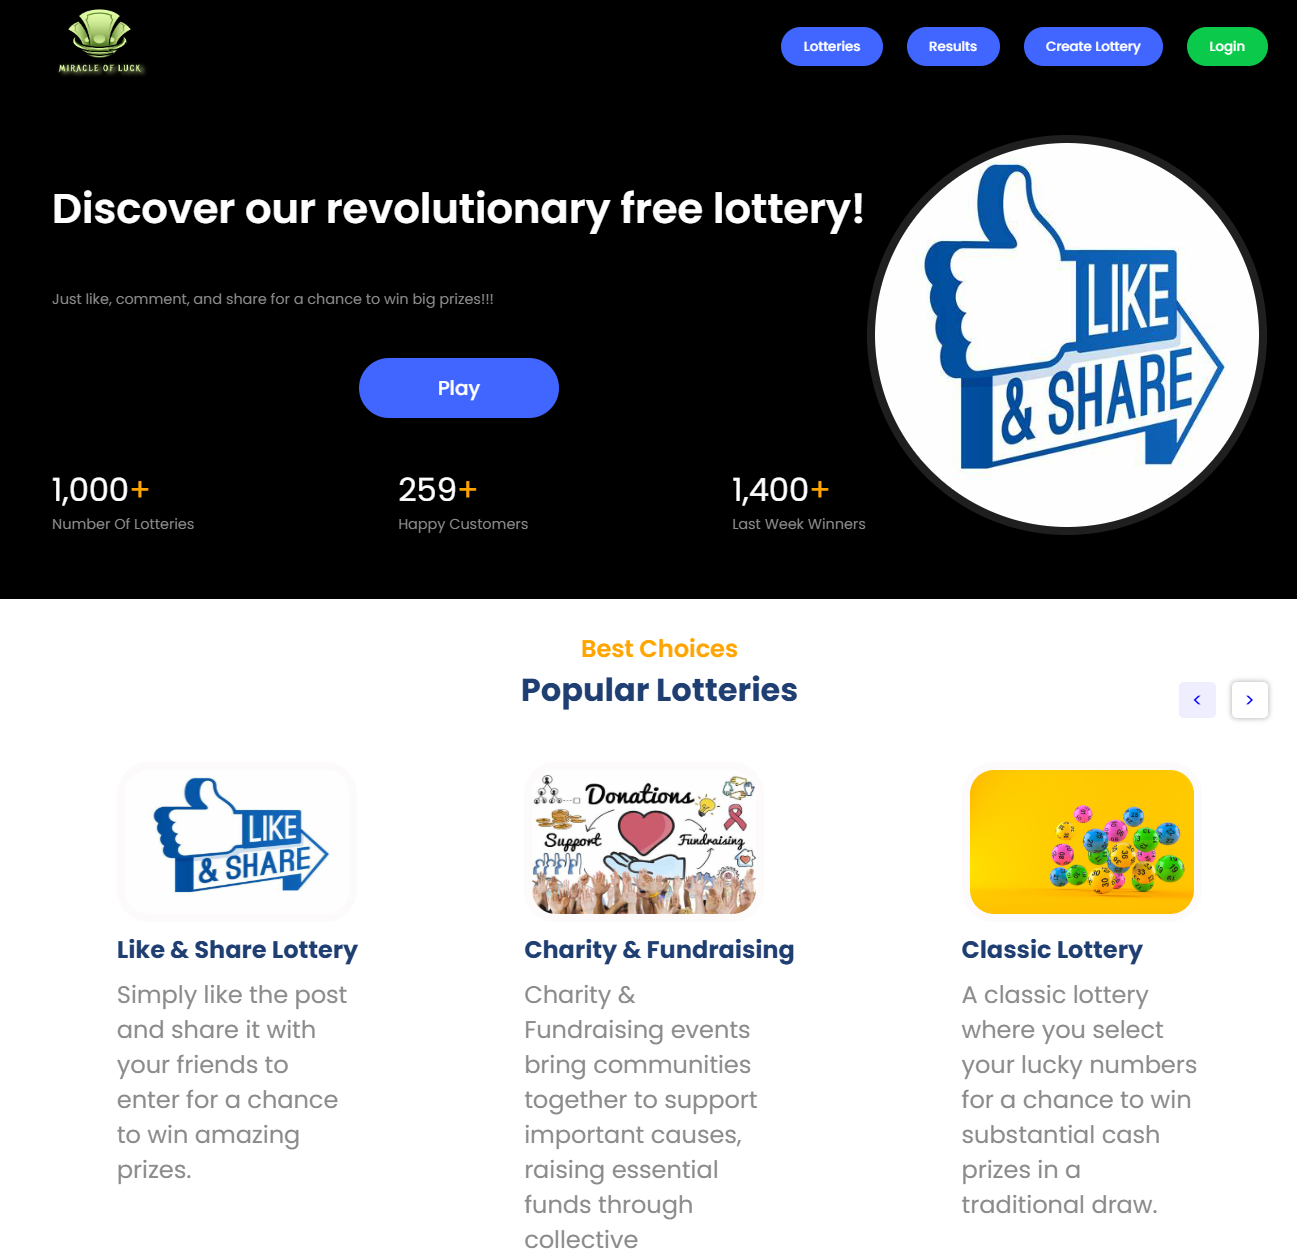 MIRACLE OF LUCK
Lotteries
Results
Create Lottery
Login
Discover our revolutionary free lottery!
Just like, comment, and share for a chance to win big prizes!!!
Play
LIKE
& SHARE
1,000+
Number Of Lotteries
259+
Happy Customers
1,400+
Last Week Winners
Best Choices
Popular Lotteries
<
>
LIKE
& SHARE
Donations
Support
Fundraising
Like & Share Lottery
Simply like the post
and share it with
your friends to
enter for a chance
to win amazing
prizes.
Charity & Fundraising
Charity &
Fundraising events
bring communities
together to support
important causes,
raising essential
funds through
collective
Classic Lottery
A classic lottery
where you select
your lucky numbers
for a chance to win
substantial cash
prizes in a
traditional draw.